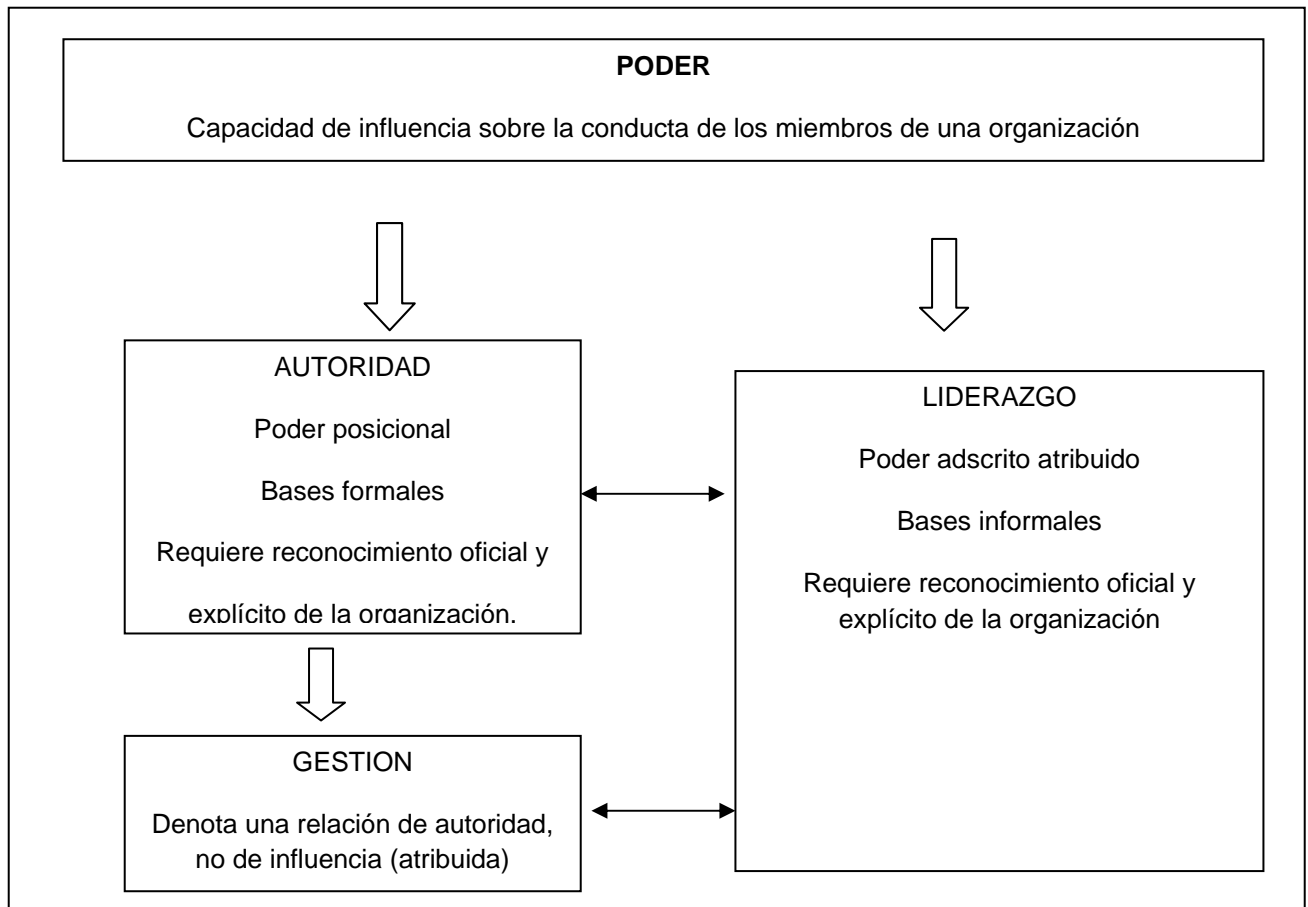 PODER
Capacidad de influencia sobre la conducta de los miembros de una organización
AUTORIDAD
Poder posicional
Bases formales
Requiere reconocimiento oficial y
explícito de la organización.
LIDERAZGO
Poder adscrito atribuido
Bases informales
Requiere reconocimiento oficial y
explícito de la organización
GESTION
Denota una relación de autoridad,
no de influencia (atribuida)